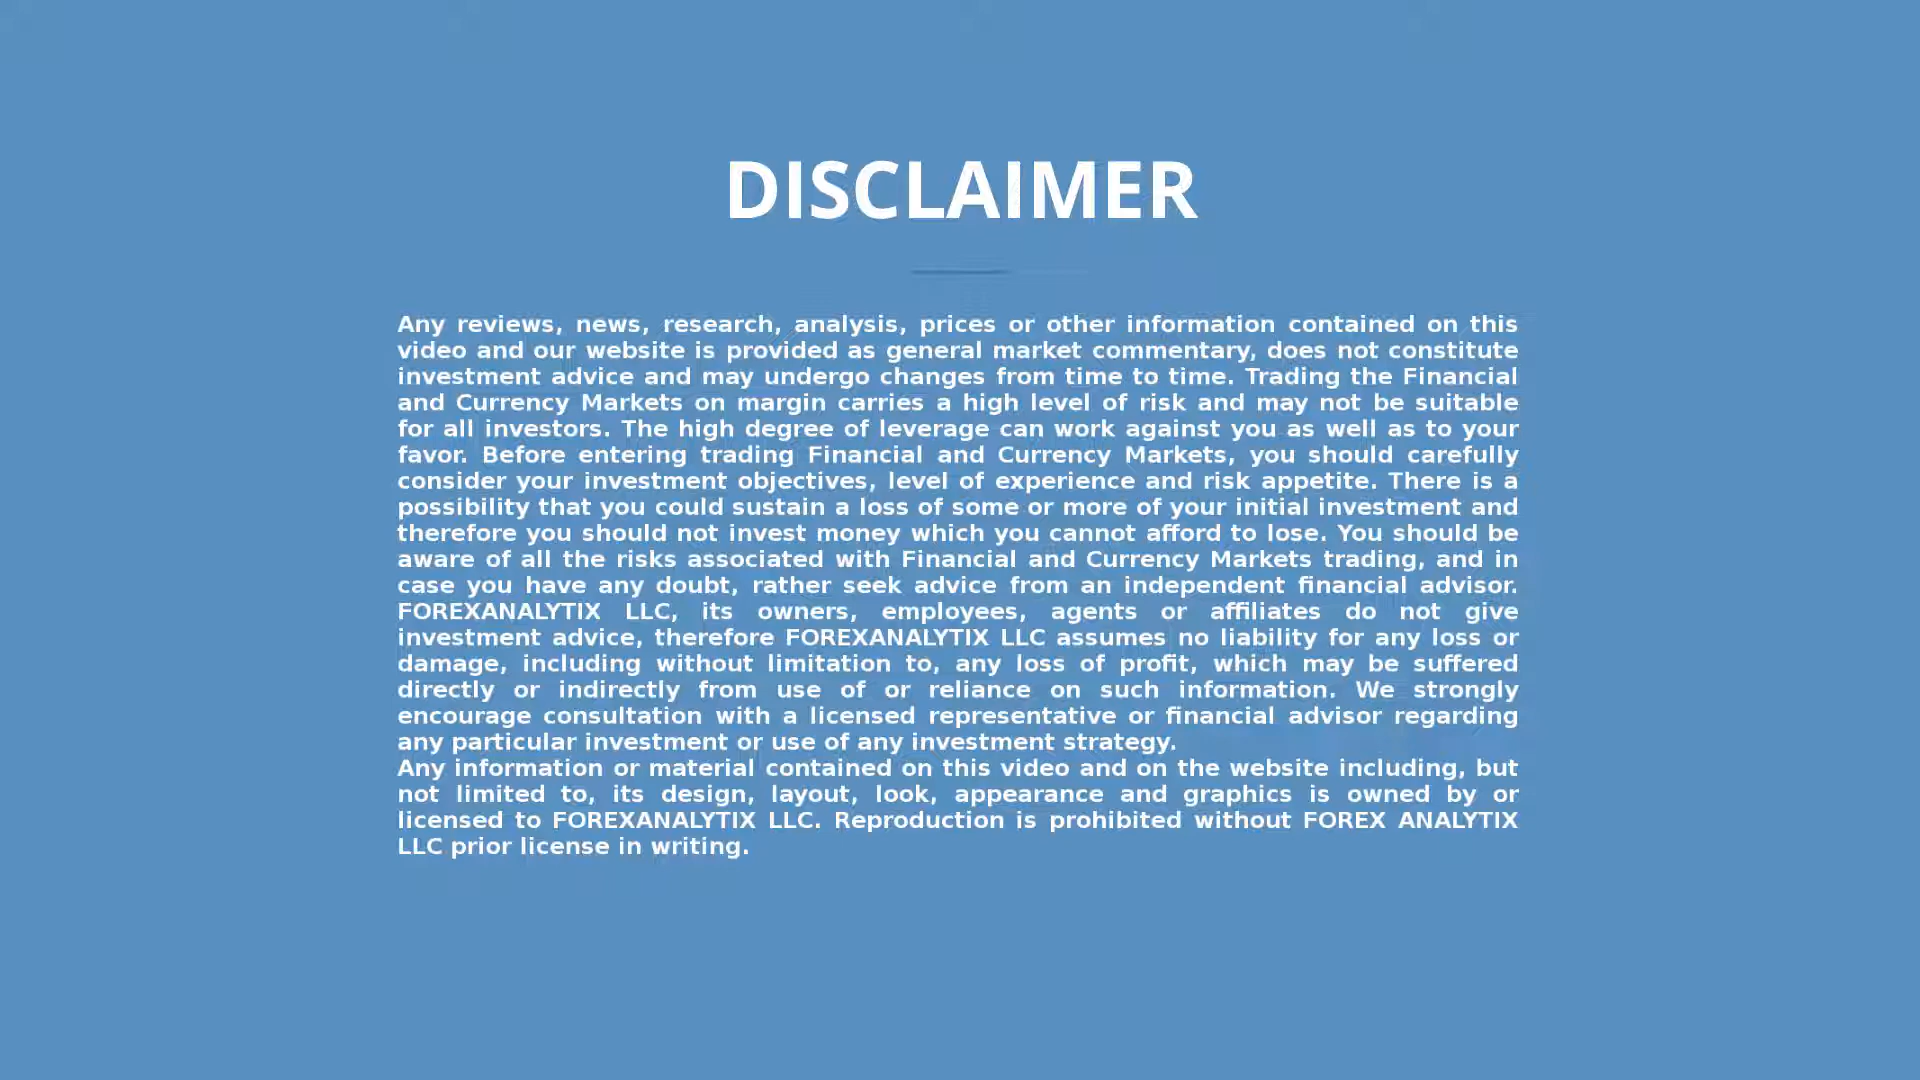 DISCLAIMER
Any reviews, news, research, analysis, prices or other information contained on this
video and our website is provided as general market commentary, does not constitute
investment advice and may undergo changes from time to time. Trading the Financial
and Currency Markets on margin carries a high level of risk and may not be suitable
for all investors. The high degree of leverage can work against you as well as to your
favor. Before entering trading Financial and Currency Markets, you should carefully
consider your investment objectives, level of experience and risk appetite. There is a
possibility that you could sustain a loss of some or more of your initial investment and
therefore you should not invest money which you cannot afford to lose. You should be
aware of all the risks associated with Financial and Currency Markets trading, and in
case you have any doubt, rather seek advice from an independent financial advisor.
FOREXANALYTIX LLC, its owners, employees, agents or affiliates do not give
investment advice, therefore FOREXANALYTIX LLC assumes no liability for any loss or
damage, including without limitation to, any loss of profit, which may be suffered
directly or indirectly from use of or reliance on such information. We strongly
encourage consultation with a licensed representative or financial advisor regarding
any particular investment or use of any investment strategy.
Any information or material contained on this video and on the website including, but
not limited to, its design, layout, look, appearance and graphics is owned by or
licensed to FOREXANALYTIX LLC. Reproduction is prohibited without FOREX ANALYTIX
LLC prior license in writing.